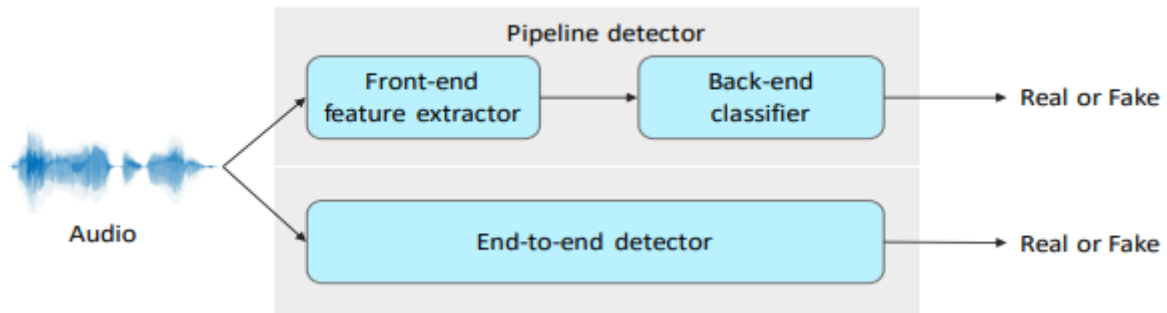 Pipeline detector
Front-end
feature extractor
Back-end
classifier
Real or Fake
Audio
End-to-end detector
Real or Fake